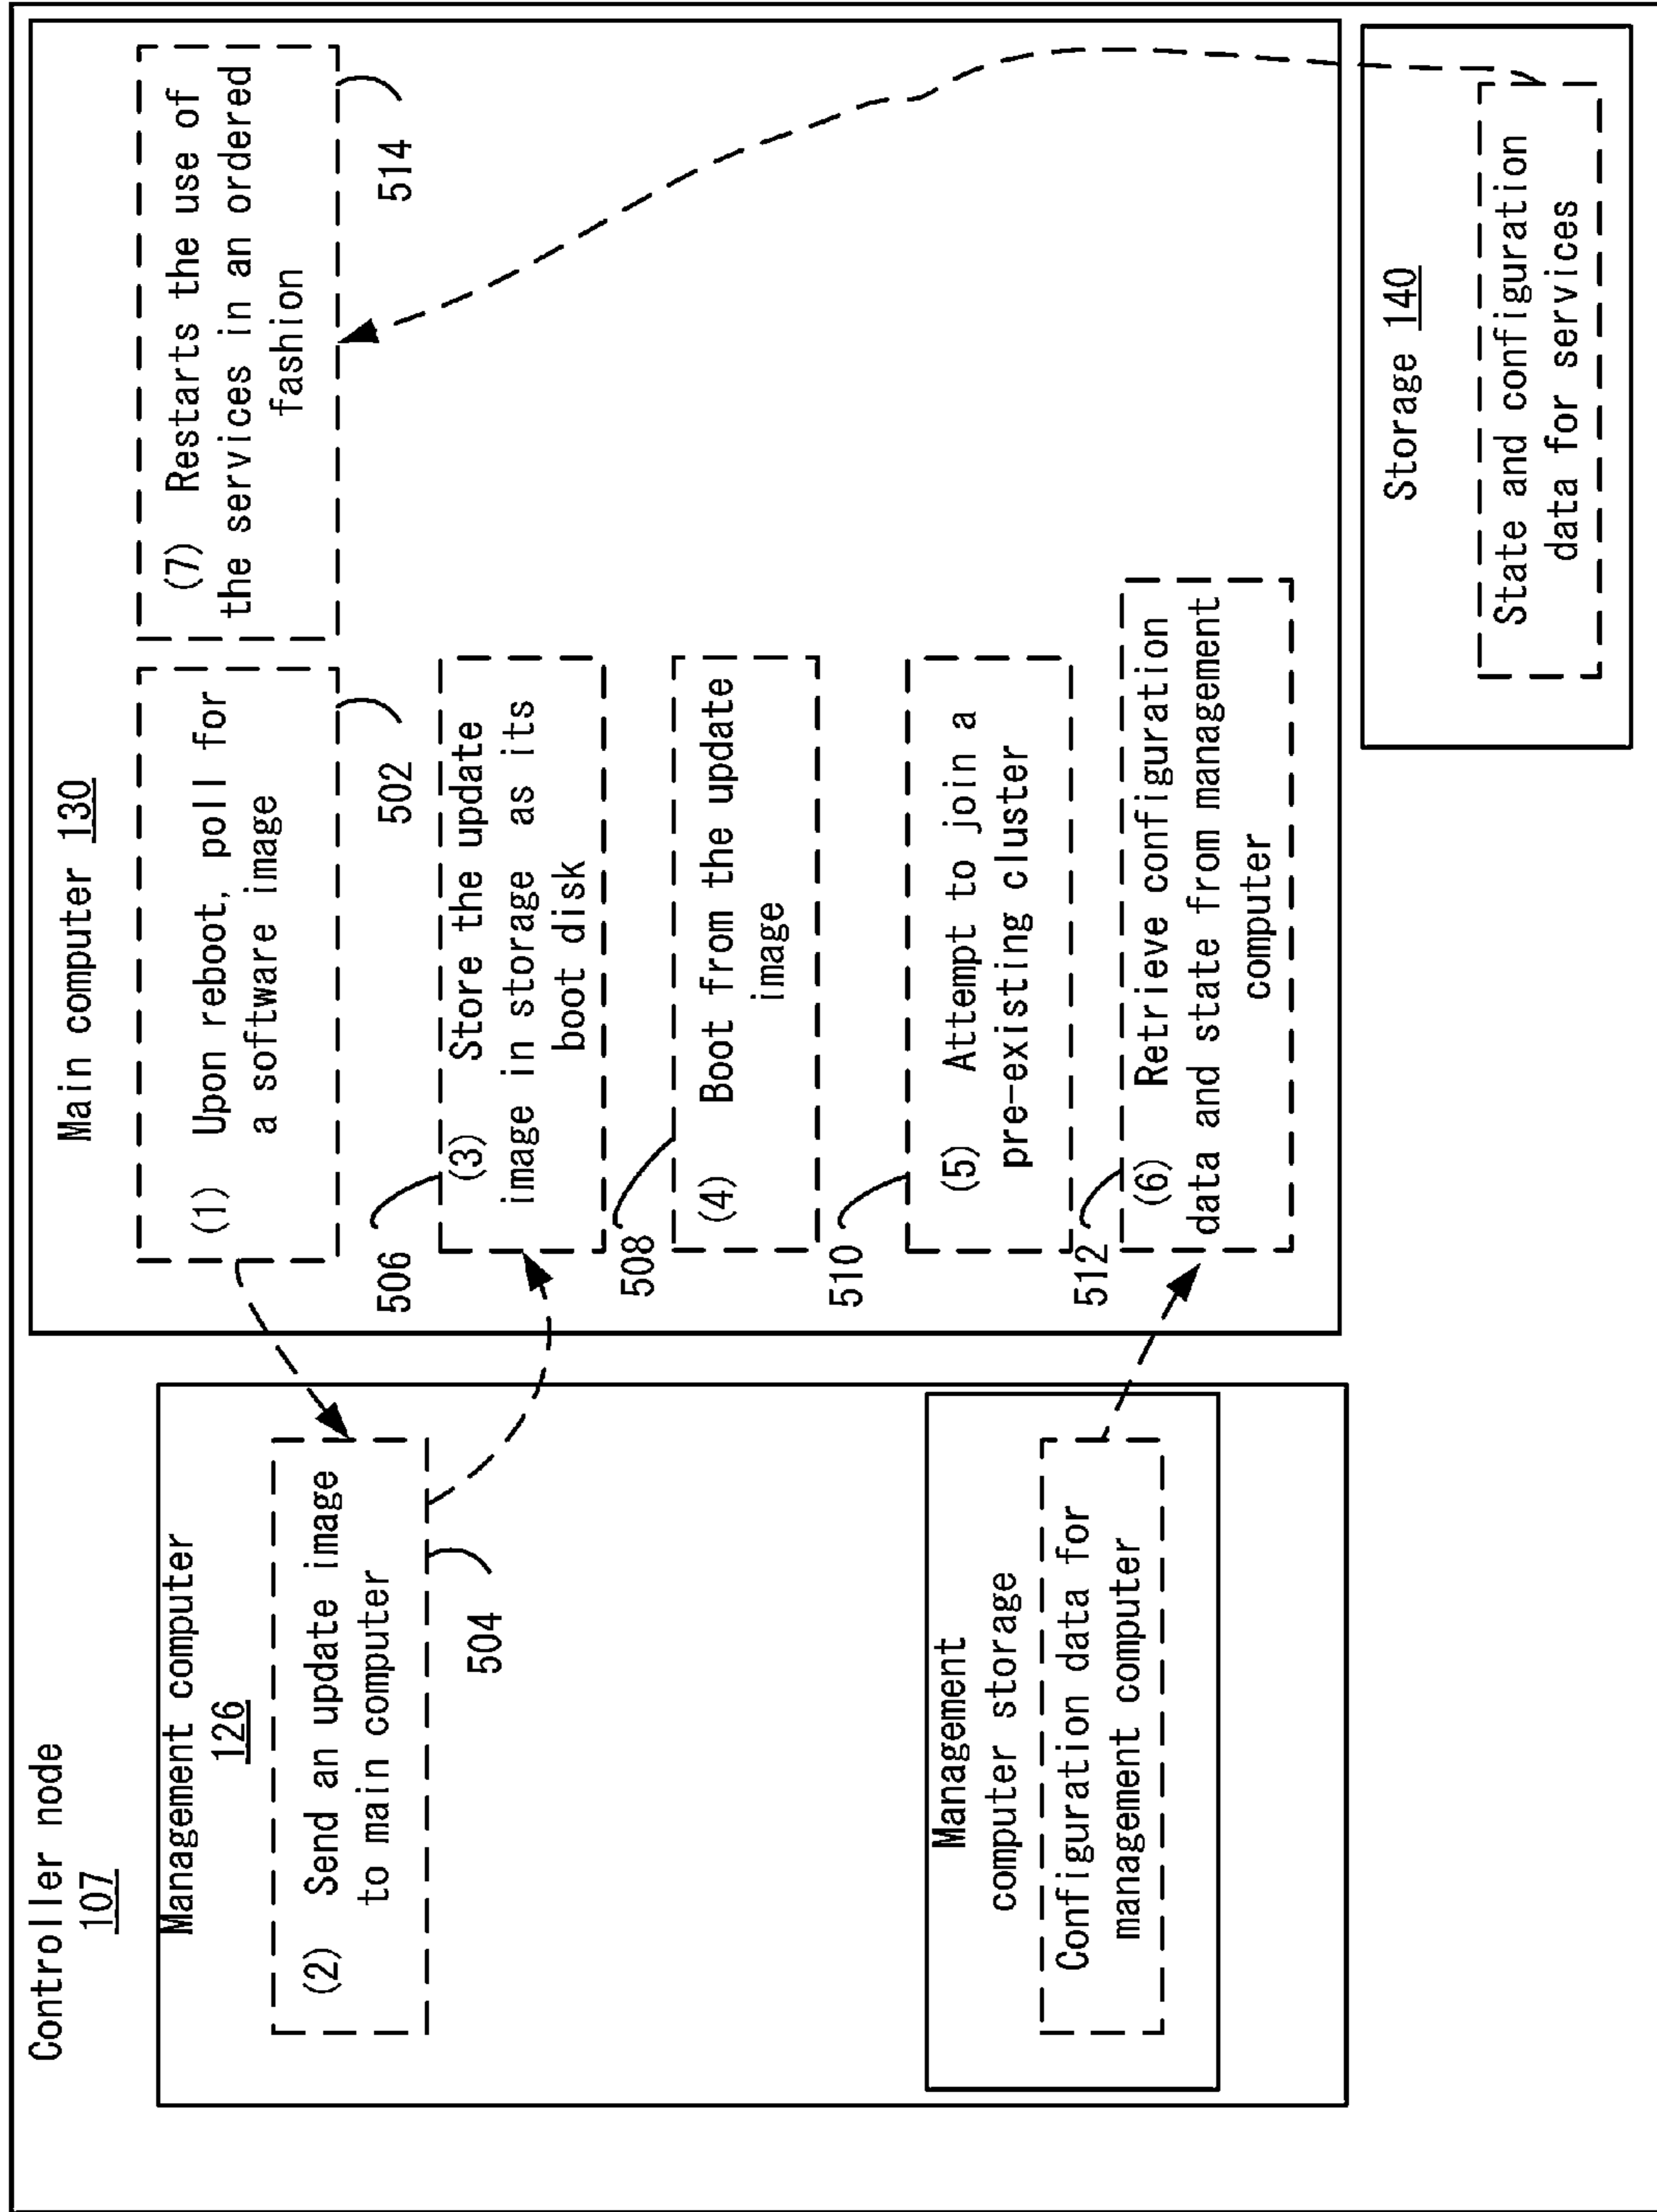 Controller node
107
Management computer
126
(2) Send an update image
to main computer
504
Management
computer storage
Configuration data for
management computer
Main computer 130
(1) Upon reboot, poll for
a software image
502
506
(3) Store the update
image in storage as its
boot disk
508
(4) Boot from the update
image
510
(5) Attempt to join a
pre-existing cluster
512
(6) Retrieve configuration
data and state from management
computer
(7) Restarts the use of
the services in an ordered
fashion
514
Storage 140
State and configuration
data for services